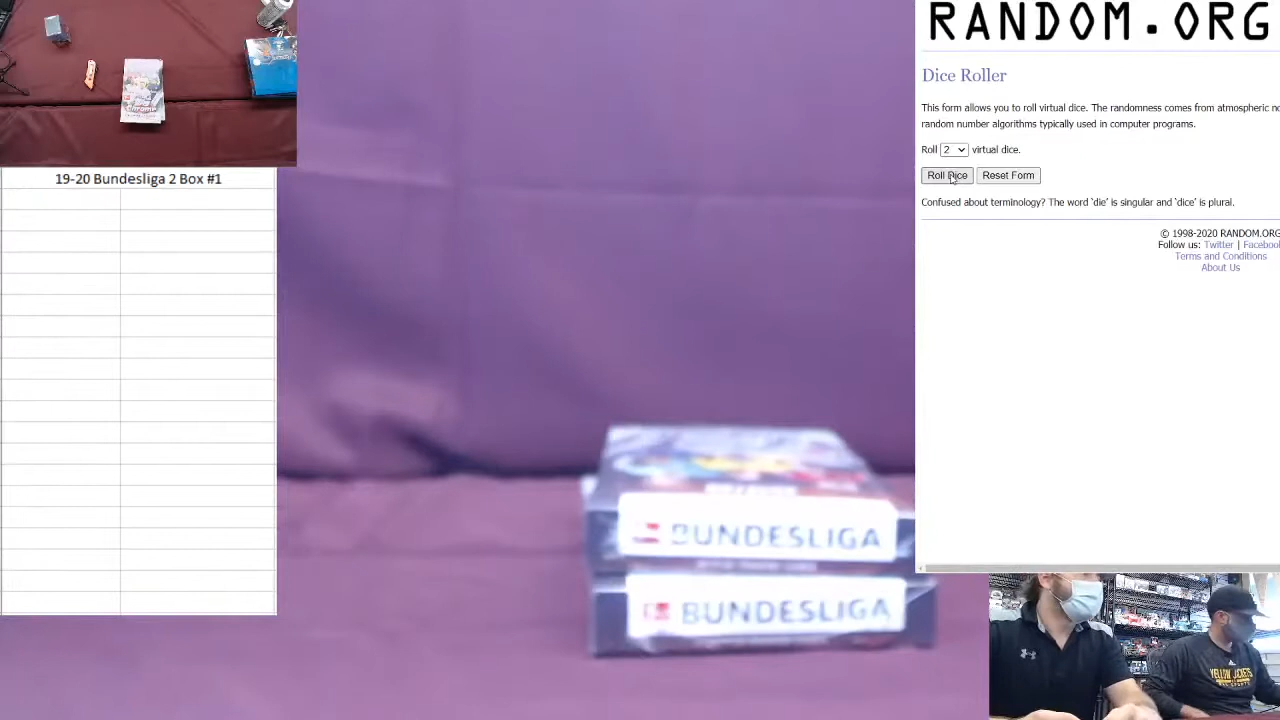 RANDOM.ORG
Dice Roller
This form allows you to roll virtual dice. The randomness comes from atmospheric
random number algorithms typically used in computer programs.
Roll 2 virtual dice.
Roll Dice Reset Form
Confused about terminology? The word 'die' is singular and 'dice' is plural.
© 1998-2020 RANDOM.ORG
Follow us: Twitter | Facebook
Terms and Conditions
About Us
19-20 Bundesliga 2 Box #1
BUNDESLIGA
BUNDESLIGA
YELLOW JACKETS